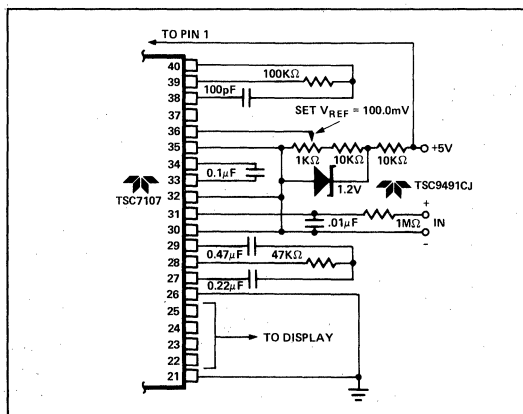 TO PIN 1
40
39
38
37
36
35
34
33
32
31
30
29
28
27
26
25
24
23
22
21
100KΩ
100pF
SET VREF = 100.0mV
1KΩ
10KΩ
10KΩ
+5V
0.1µF
1.2V
TSC9491CJ
TSC7107
+
.01µF
1MΩ
IN
-
0.47µF
47KΩ
0.22µF
TO DISPLAY